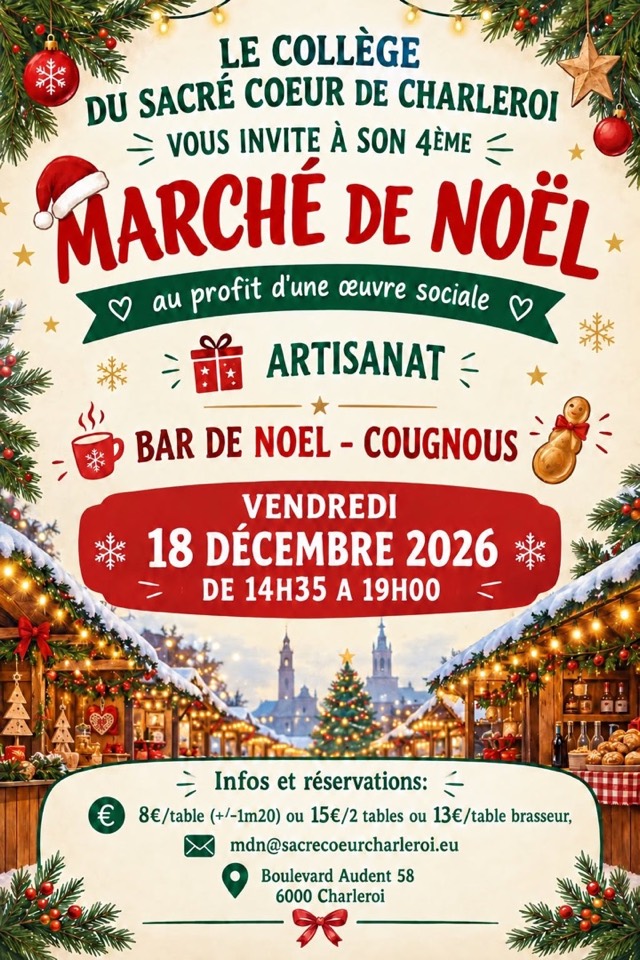 LE COLLÈGE
DU SACRÉ COEUR DE CHARLEROI
VOUS INVITE À SON 4ÈME
MARCHÉ DE NOËL
au profit d'une œuvre sociale
ARTISANAT
BAR DE NOEL - COUGNOUS
VENDREDI
18 DÉCEMBRE 2026
DE 14H35 A 19H00
Infos et réservations:
€ 8€/table (+/-1m20) ou 15€/2 tables ou 13€/table brasseur,
mdn@sacrecoeurcharleroi.eu
Boulevard Audent 58
6000 Charleroi